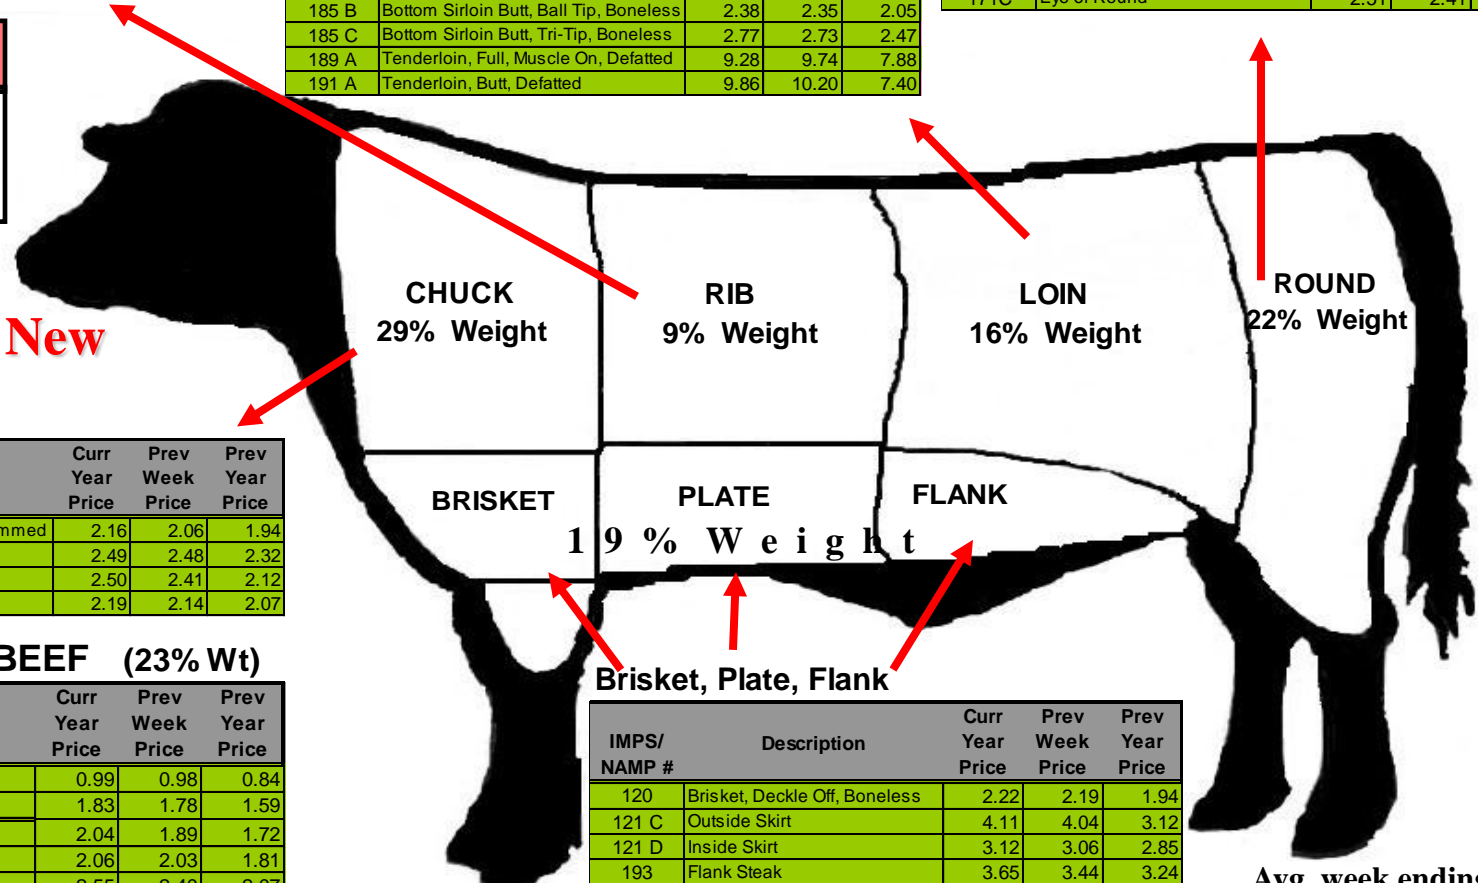 185 B Bottom Sirloin Butt, Ball Tip, Boneless 2.38 2.35 2.05
185 C Bottom Sirloin Butt, Tri-Tip, Boneless 2.77 2.73 2.47
189 A Tenderloin, Full, Muscle On, Defatted 9.28 9.74 7.88
191 A Tenderloin, Butt, Defatted 9.86 10.20 7.40
CHUCK
29% Weight
RIB
9% Weight
LOIN
16% Weight
ROUND
22% Weight
New
Curr Prev Prev
Year Week Year
Price Price Price
mmed 2.16 2.06 1.94
2.49 2.48 2.32
2.50 2.41 2.12
2.19 2.14 2.07
BRISKET
PLATE
FLANK
19% Weight
BEEF (23% Wt)
Curr Prev Prev
Year Week Year
Price Price Price
0.99 0.98 0.84
1.83 1.78 1.59
2.04 1.89 1.72
2.06 2.03 1.81
Brisket, Plate, Flank
IMPS/ NAMP # Description Curr Year Price Prev Week Price Prev Year Price
120 Brisket, Deckle Off, Boneless 2.22 2.19 1.94
121 C Outside Skirt 4.11 4.04 3.12
121 D Inside Skirt 3.12 3.06 2.85
193 Flank Steak 3.65 3.44 3.24
Avg. week ending